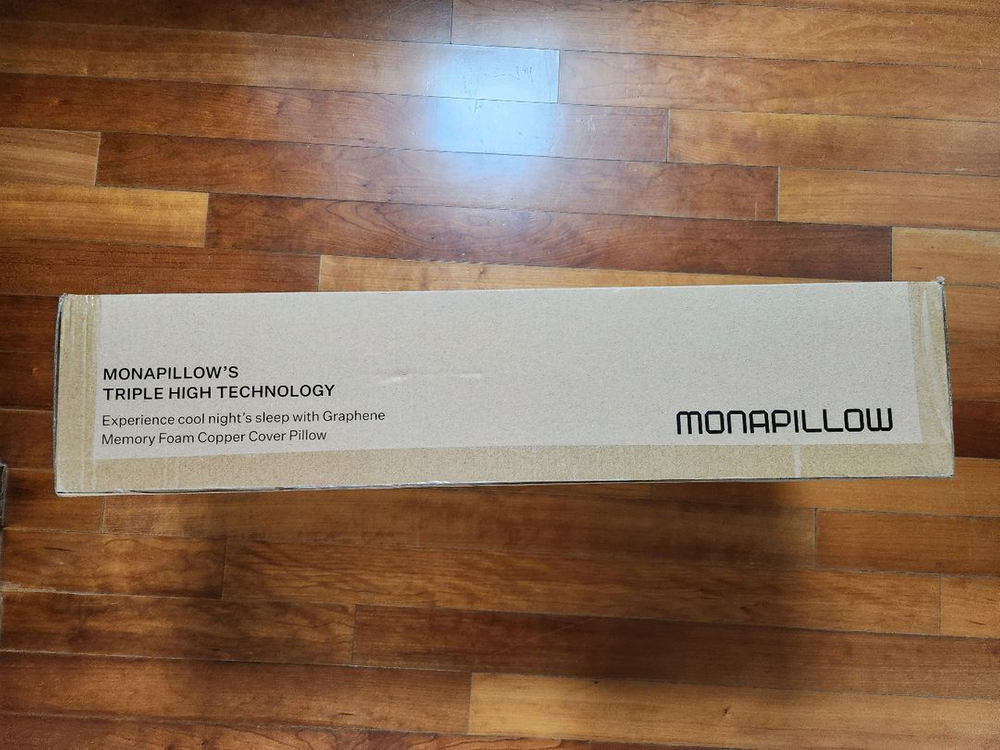 MONAPILLOW'S
TRIPLE HIGH TECHNOLOGY
Experience cool night's sleep with Graphene
Memory Foam Copper Cover Pillow
MONAPILLOW